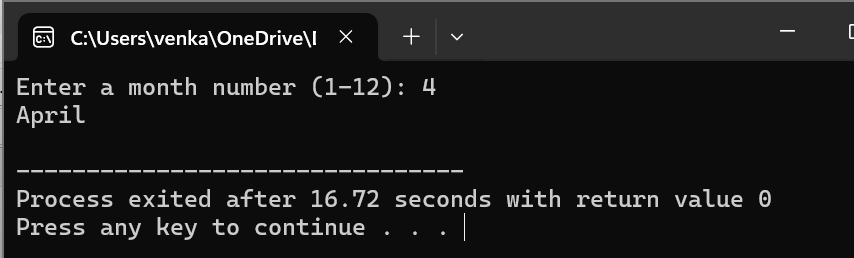 C:\Users\venka\OneDrive\I
Enter a month number (1-12): 4
April
--------------------------------
Process exited after 16.72 seconds with return value 0
Press any key to continue . . .